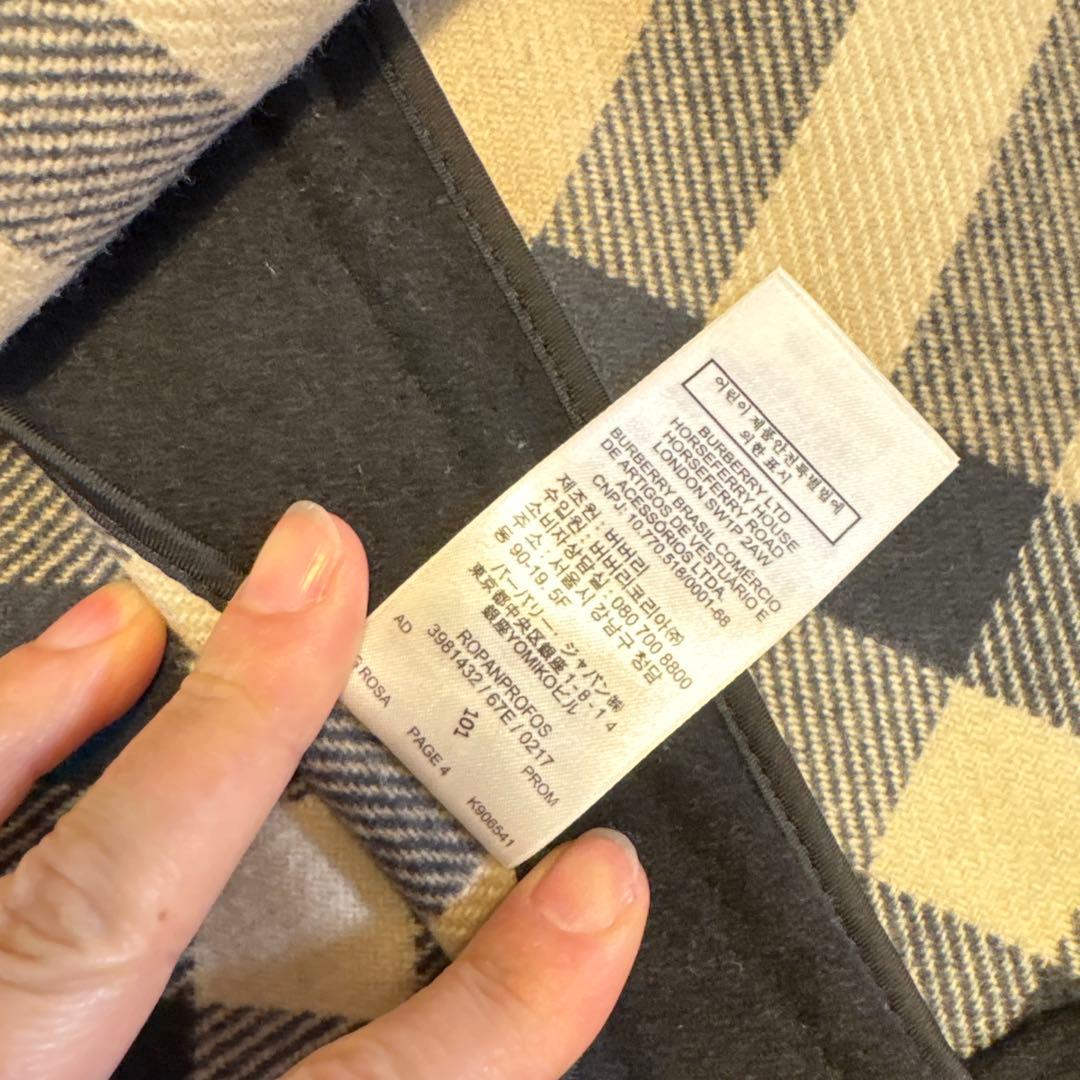 어린이 제품안전특별법에
의한 표시
BURBERRY LTD
HORSEFERRY HOUSE
HORSEFERRY ROAD
LONDON SW1P 2AW
BURBERRY BRASIL COMERCIO
DE ARTIGOS DE VESTUÁRIO E
ACESSÓRIOS LTDA.
CNPJ: 10.770.518/0001-68
제조원: 버버리
수입원: 버버리코리아㈜
소비자상담실: 080 700 8800
주소: 서울시 강남구 청담
동 90-19, 5F
バーバリー・ジャパン㈱
東京都中央区銀座1-8-14
銀座YOMIKOビル
ROPANPROFOS
3981432 / 67E / 0217
AD 101 PROM
ROSA PAGE 4 K906541